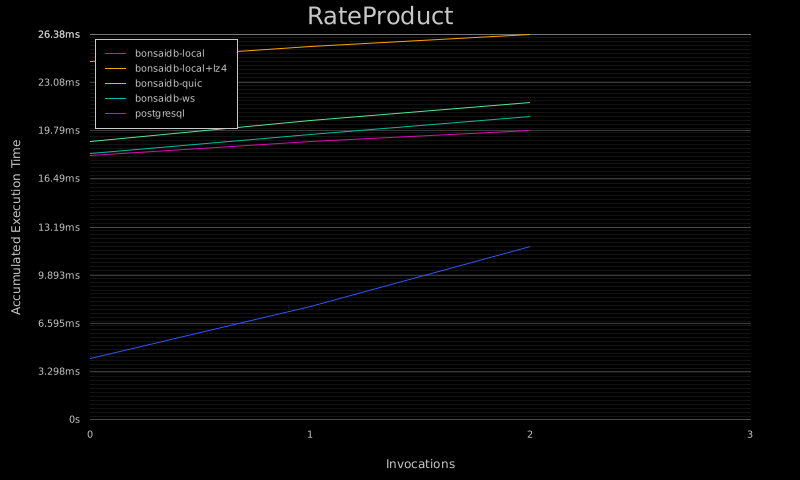 RateProduct
26.38ms
23.08ms
19.79ms
16.49ms
13.19ms
9.893ms
6.595ms
3.298ms
0s
Accumulated Execution Time
bonsaidb-local
bonsaidb-local+lz4
bonsaidb-quic
bonsaidb-ws
postgresql
0 1 2 3
Invocations